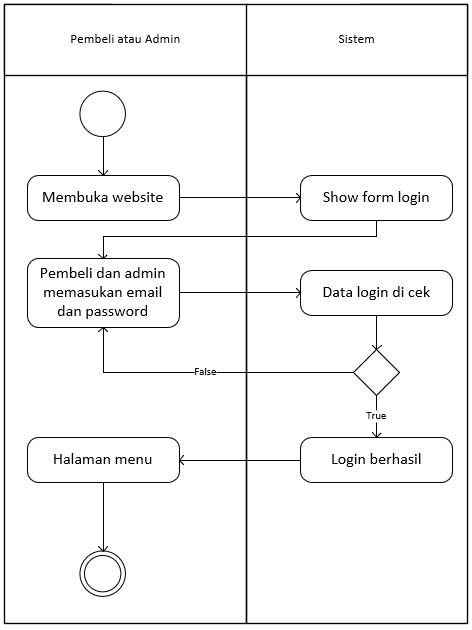 Pembeli atau Admin
Sistem
Membuka website
Show form login
Pembeli dan admin
memasukan email
dan password
Data login di cek
False
True
Halaman menu
Login berhasil